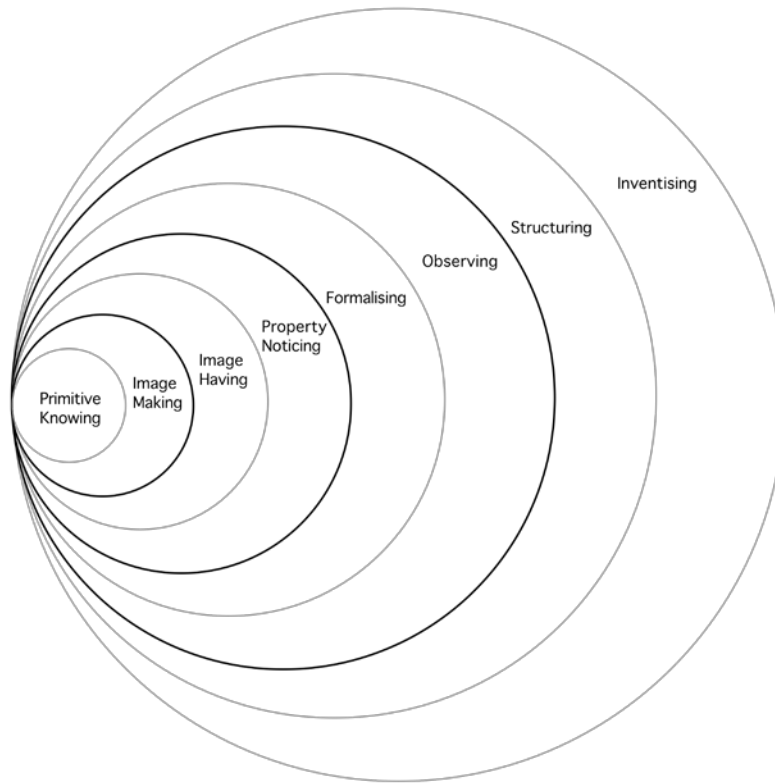 Primitive
Knowing
Image
Making
Image
Having
Property
Noticing
Formalising
Observing
Structuring
Inventising